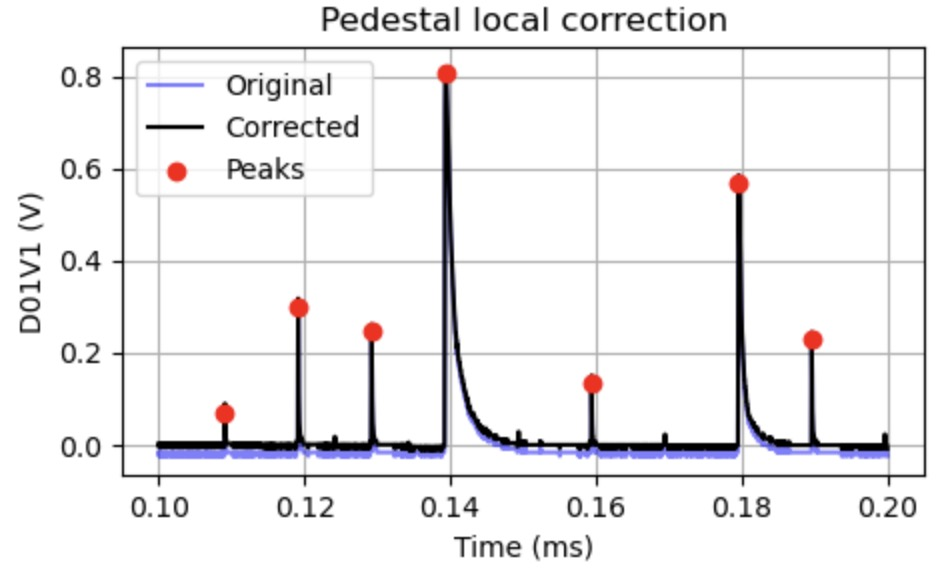 Pedestal local correction
Original
Corrected
Peaks
D01V1 (V)
0.8
0.6
0.4
0.2
0.0
0.10 0.12 0.14 0.16 0.18 0.20
Time (ms)